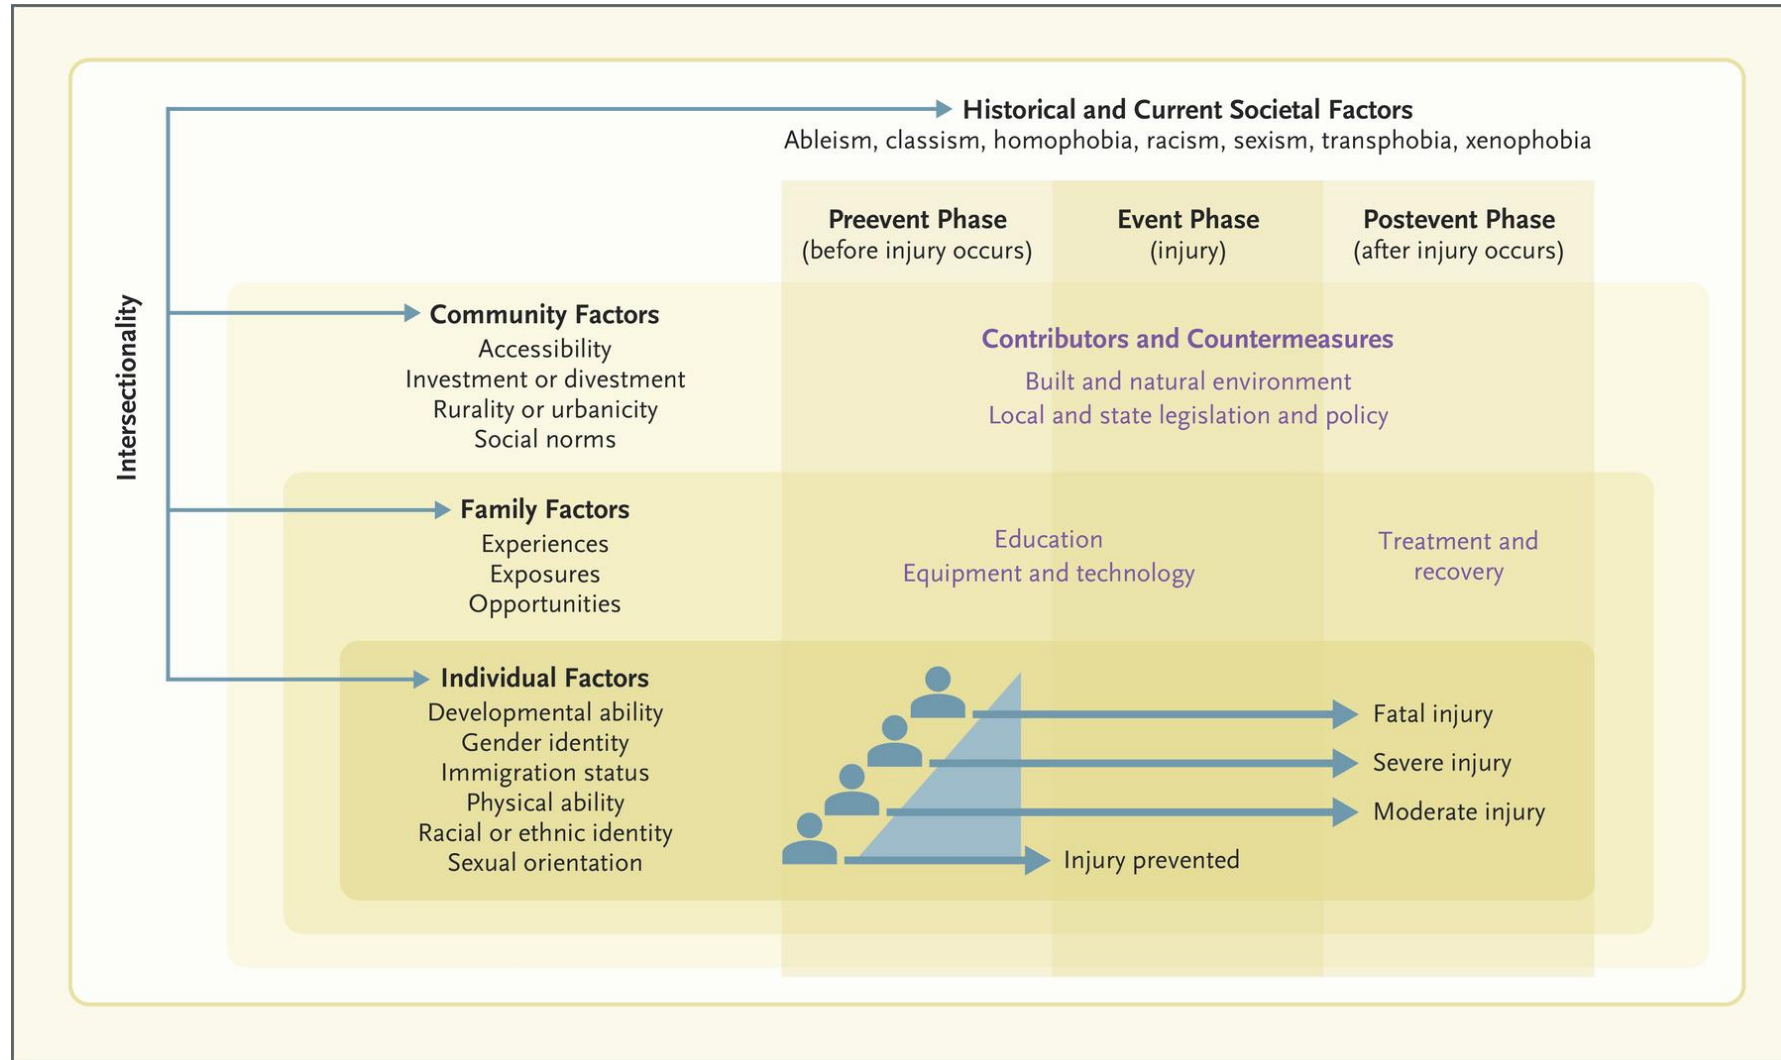 Historical and Current Societal Factors
Ableism, classism, homophobia, racism, sexism, transphobia, xenophobia
Preevent Phase
(before injury occurs)
Event Phase
(injury)
Postevent Phase
(after injury occurs)
Intersectionality
Community Factors
Accessibility
Investment or divestment
Rurality or urbanicity
Social norms
Contributors and Countermeasures
Built and natural environment
Local and state legislation and policy
Family Factors
Experiences
Exposures
Opportunities
Education
Equipment and technology
Treatment and
recovery
Individual Factors
Developmental ability
Gender identity
Immigration status
Physical ability
Racial or ethnic identity
Sexual orientation
Fatal injury
Severe injury
Moderate injury
Injury prevented